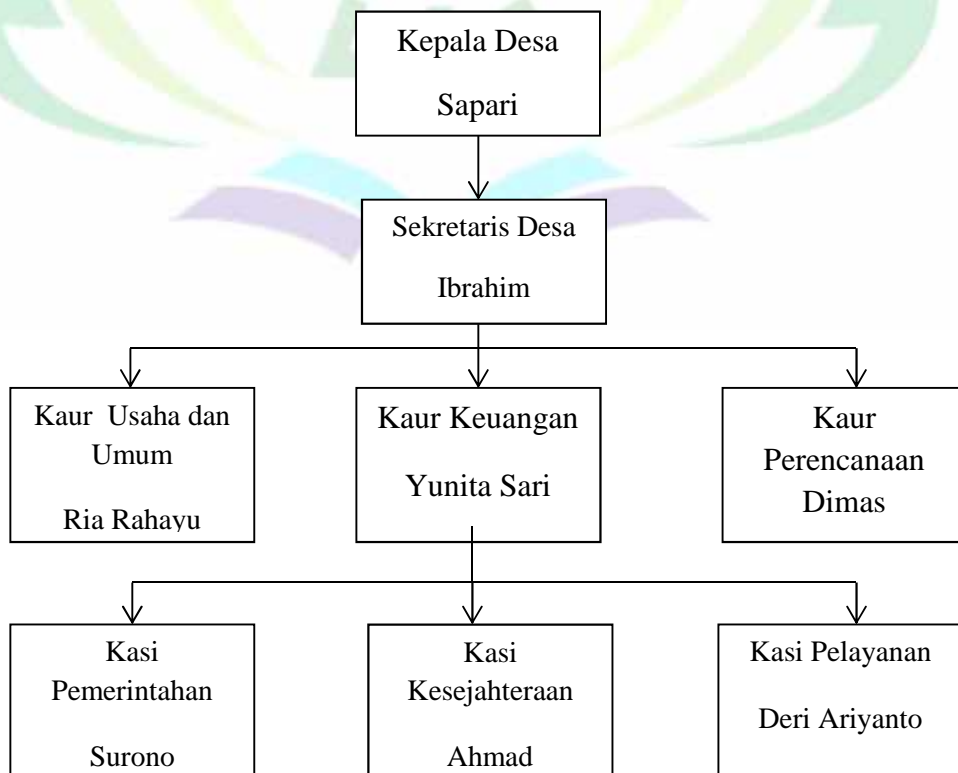 Kepala Desa
Sapari
Sekretaris Desa
Ibrahim
Kaur Usaha dan
Umum
Ria Rahayu
Kaur Keuangan
Yunita Sari
Kaur
Perencanaan
Dimas
Kasi
Pemerintahan
Surono
Kasi
Kesejahteraan
Ahmad
Kasi Pelayanan
Deri Ariyanto